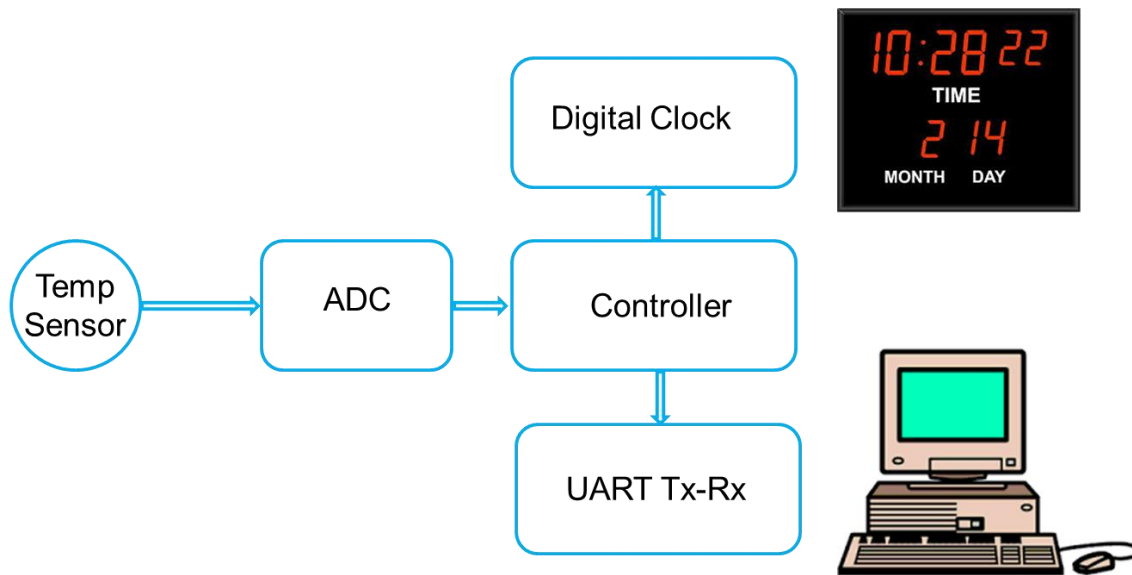 10:28 22
TIME
2 14
MONTH DAY
Digital Clock
Temp
Sensor
ADC
Controller
UART Tx-Rx